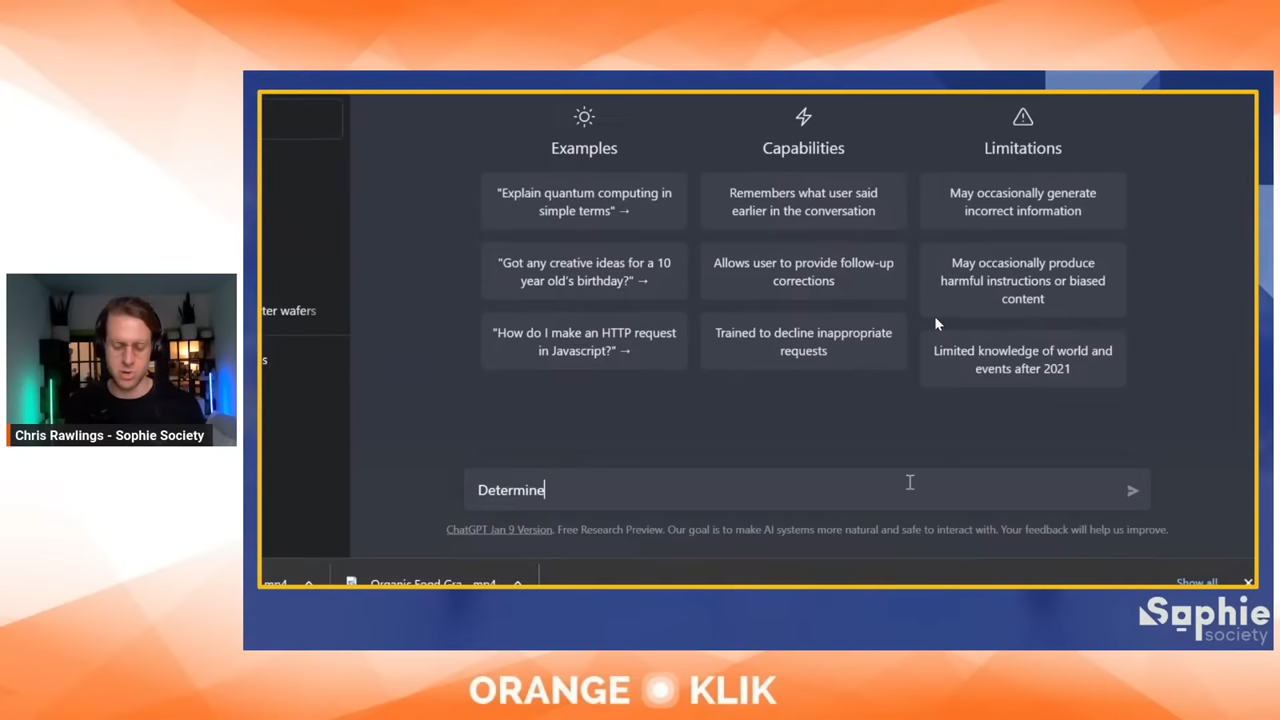 Examples
Capabilities
Limitations
"Explain quantum computing in
simple terms" →
Remembers what user said
earlier in the conversation
May occasionally generate
incorrect information
"Got any creative ideas for a 10
year old's birthday?" →
Allows user to provide follow-up
corrections
May occasionally produce
harmful instructions or biased
content
"How do I make an HTTP request
in Javascript?" →
Trained to decline inappropriate
requests
Limited knowledge of world and
events after 2021
ter wafers
s
Determine
ChatGPT Jan 9 Version. Free Research Preview. Our goal is to make AI systems more natural and safe to interact with. Your feedback will help us improve.
mp4
Organic Food Gra....mp4
Show all
Chris Rawlings - Sophie Society
Sophie
society
ORANGE KLIK